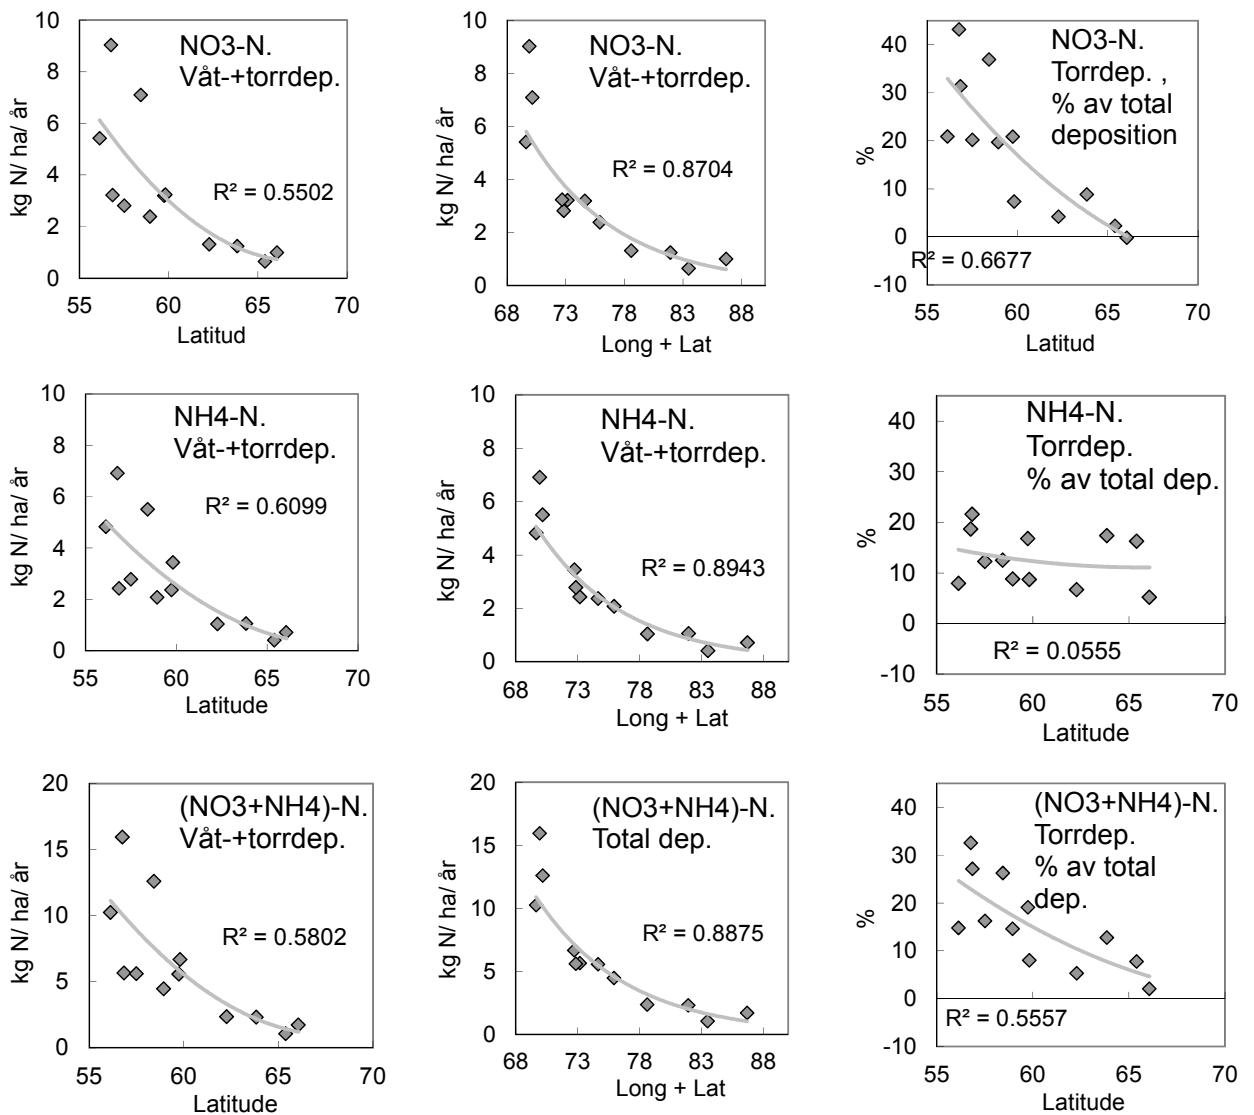 10
8
6
4
2
0
55
60
65
70
kg N/ ha/ år
NO3-N.
Våt-+torrdep.
R² = 0.5502
Latitud
10
8
6
4
2
0
68
73
78
83
88
kg N/ ha/ år
NO3-N.
Våt-+torrdep.
R² = 0.8704
Long + Lat
40
30
20
10
0
-10
55
60
65
70
%
NO3-N.
Torrdep. ,
% av total
deposition
R² = 0.6677
Latitud
10
8
6
4
2
0
55
60
65
70
kg N/ ha/ år
NH4-N.
Våt-+torrdep.
R² = 0.6099
Latitude
10
8
6
4
2
0
68
73
78
83
88
kg N/ ha/ år
NH4-N.
Våt-+torrdep.
R² = 0.8943
Long + Lat
40
30
20
10
0
-10
55
60
65
70
%
NH4-N.
Torrdep.
% av total dep.
R² = 0.0555
Latitude
20
15
10
5
0
55
60
65
70
kg N/ ha/ år
(NO3+NH4)-N.
Våt-+torrdep.
R² = 0.5802
Latitude
20
15
10
5
0
68
73
78
83
88
kg N/ ha/ år
(NO3+NH4)-N.
Total dep.
R² = 0.8875
Long + Lat
40
30
20
10
0
-10
55
60
65
70
%
(NO3+NH4)-N.
Torrdep.
% av total
dep.
R² = 0.5557
Latitude